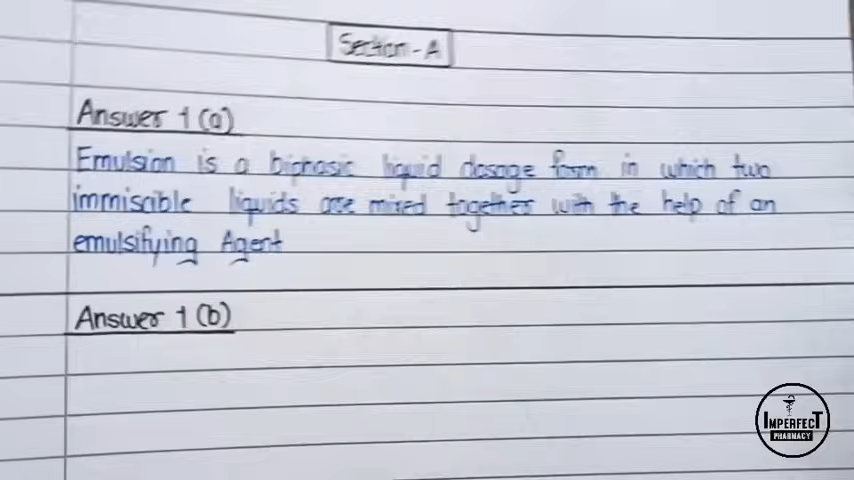 Section-A
Answer 1 (a)
Emulsion is a biphasic liquid dosage form in which two
immiscible liquids are mixed together with the help of an
emulsifying Agent
Answer 1 (b)
IMPERFECT
PHARMACY